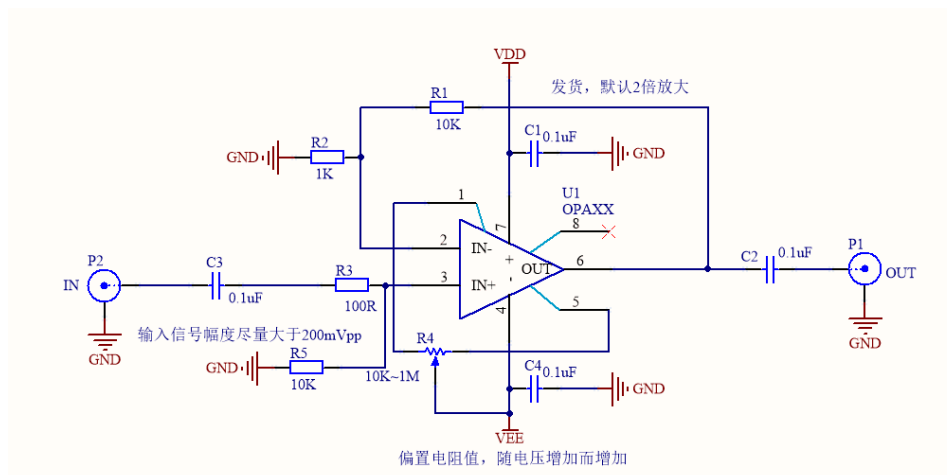 VDD
发货，默认2倍放大
R1
10K
C1 0.1uF
GND
R2
GND
1K
U1
OPAXX
1
7
8
2
IN-
+
P2
C3
R3
3
IN+
-
OUT
6
C2
0.1uF
P1
IN
0.1uF
100R
OUT
4
5
输入信号幅度尽量大于200mVpp
R4
GND
GND
R5
GND
10K
10K~1M
C4 0.1uF
GND
VEE
偏置电阻值，随电压增加而增加